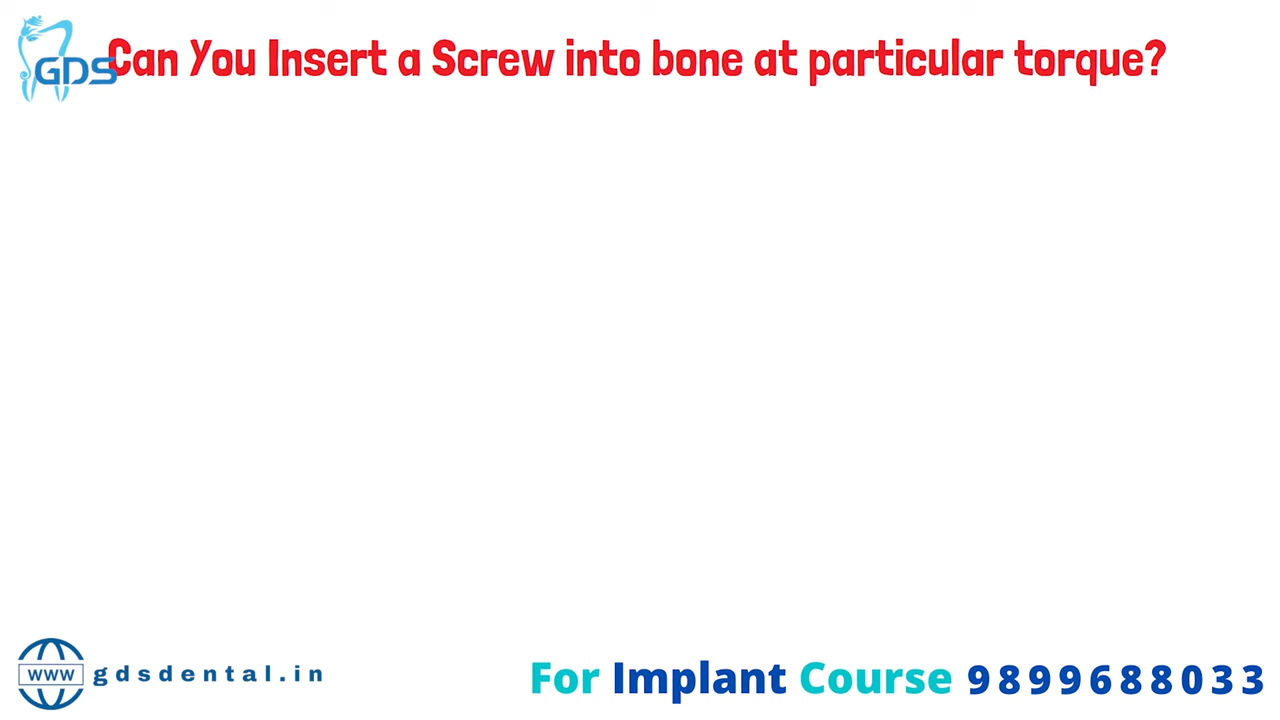 GDS
Can You Insert a Screw into bone at particular torque?
www
gdsdental.in
For Implant Course 9899688033